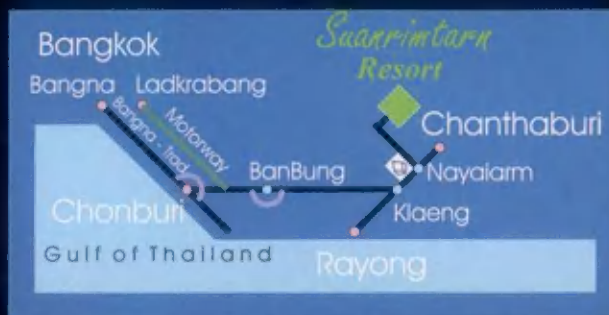 Bangkok
Suanrimtarn
Resort
Bangna
Ladkrabang
Bangna - Trad
Motorway
Chanthaburi
BanBung
Nayaiarm
Chonburi
Klaeng
Gulf of Thailand
Rayong